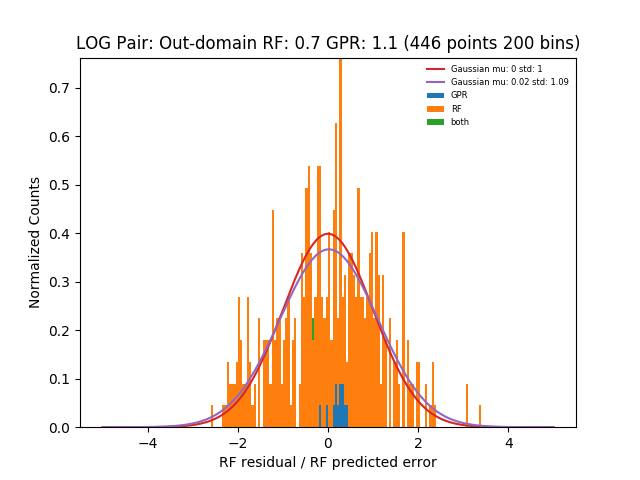 LOG Pair: Out-domain RF: 0.7 GPR: 1.1 (446 points 200 bins)
Gaussian mu: 0 std: 1
Gaussian mu: 0.02 std: 1.09
GPR
RF
both
Normalized Counts
0.7
0.6
0.5
0.4
0.3
0.2
0.1
0.0
−4
−2
0
2
4
RF residual / RF predicted error